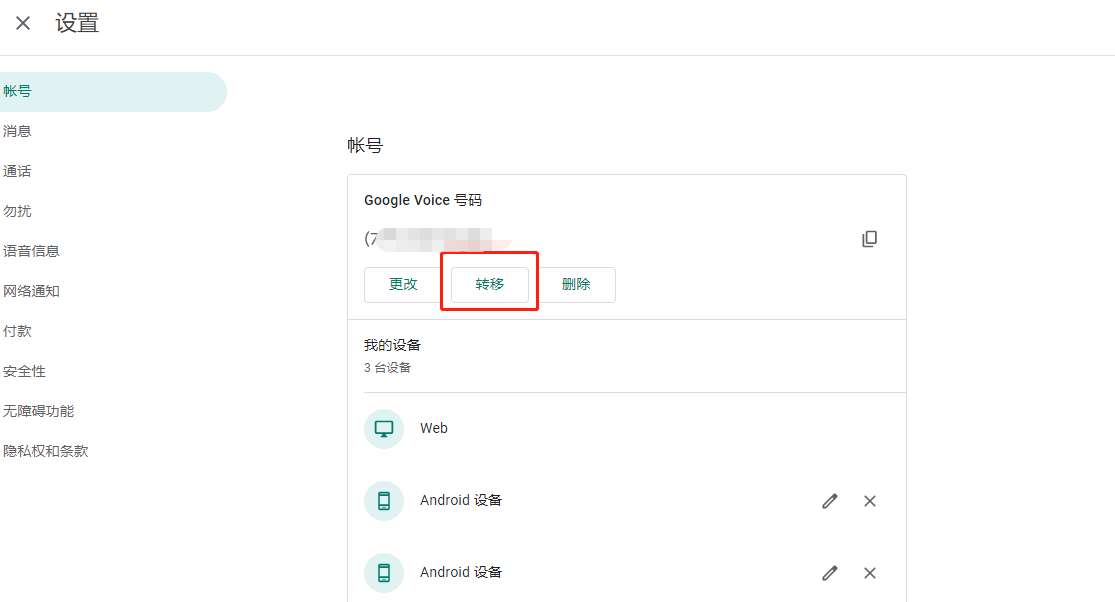 设置
帐号
消息
通话
勿扰
语音信息
网络通知
付款
安全性
无障碍功能
隐私权和条款
帐号
Google Voice 号码
(7
更改
转移
删除
我的设备
3 台设备
Web
Android 设备
Android 设备